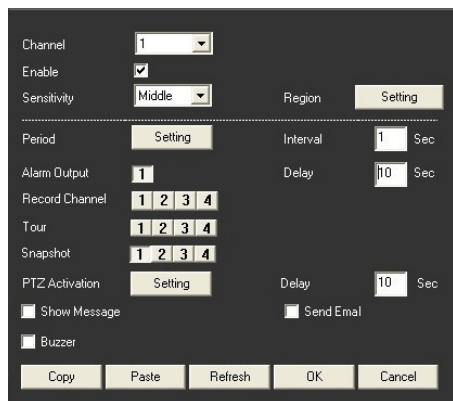 Channel 1
Enable
Sensitivity Middle Region Setting
Period Setting Interval 1 Sec
Alarm Output 1 Delay 10 Sec
Record Channel 1 2 3 4
Tour 1 2 3 4
Snapshot 1 2 3 4
PTZ Activation Setting Delay 10 Sec
Show Message Send Emal
Buzzer
Copy Paste Refresh OK Cancel